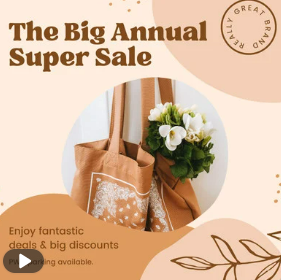 The Big Annual
Super Sale
REALLY GREAT BRAND
Enjoy fantastic
deals & big discounts
available.